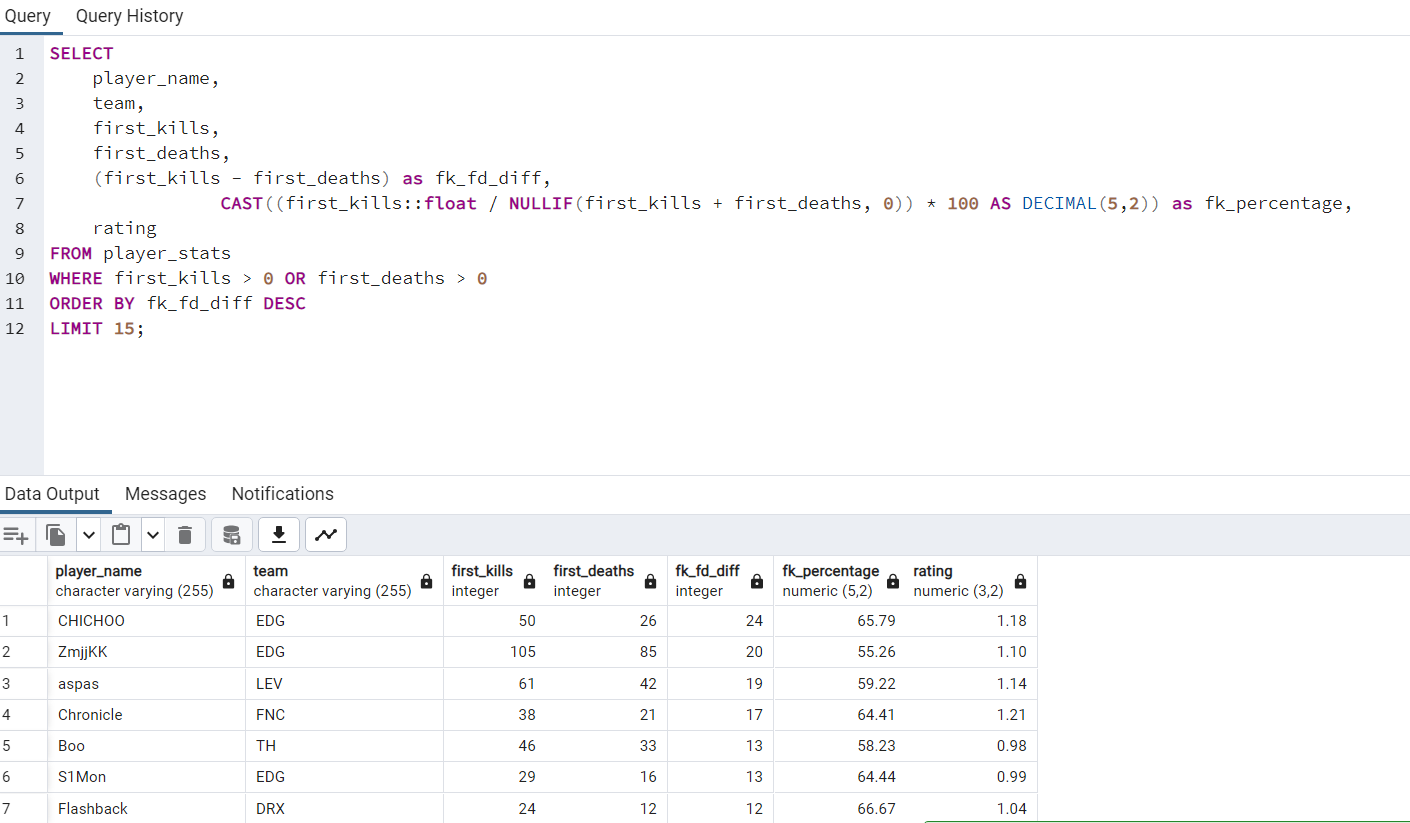 Query Query History
1 SELECT
2 player_name,
3 team,
4 first_kills,
5 first_deaths,
6 (first_kills - first_deaths) as fk_fd_diff,
7 CAST((first_kills::float / NULLIF(first_kills + first_deaths, 0)) * 100 AS DECIMAL(5,2)) as fk_percentage,
8 rating
9 FROM player_stats
10 WHERE first_kills > 0 OR first_deaths > 0
11 ORDER BY fk_fd_diff DESC
12 LIMIT 15;
Data Output Messages Notifications
player_name team first_kills first_deaths fk_fd_diff fk_percentage rating
character varying (255) character varying (255) integer integer integer numeric (5,2) numeric (3,2)
1 CHICHOO EDG 50 26 24 65.79 1.18
2 ZmjjKK EDG 105 85 20 55.26 1.10
3 aspas LEV 61 42 19 59.22 1.14
4 Chronicle FNC 38 21 17 64.41 1.21
5 Boo TH 46 33 13 58.23 0.98
6 S1Mon EDG 29 16 13 64.44 0.99
7 Flashback DRX 24 12 12 66.67 1.04